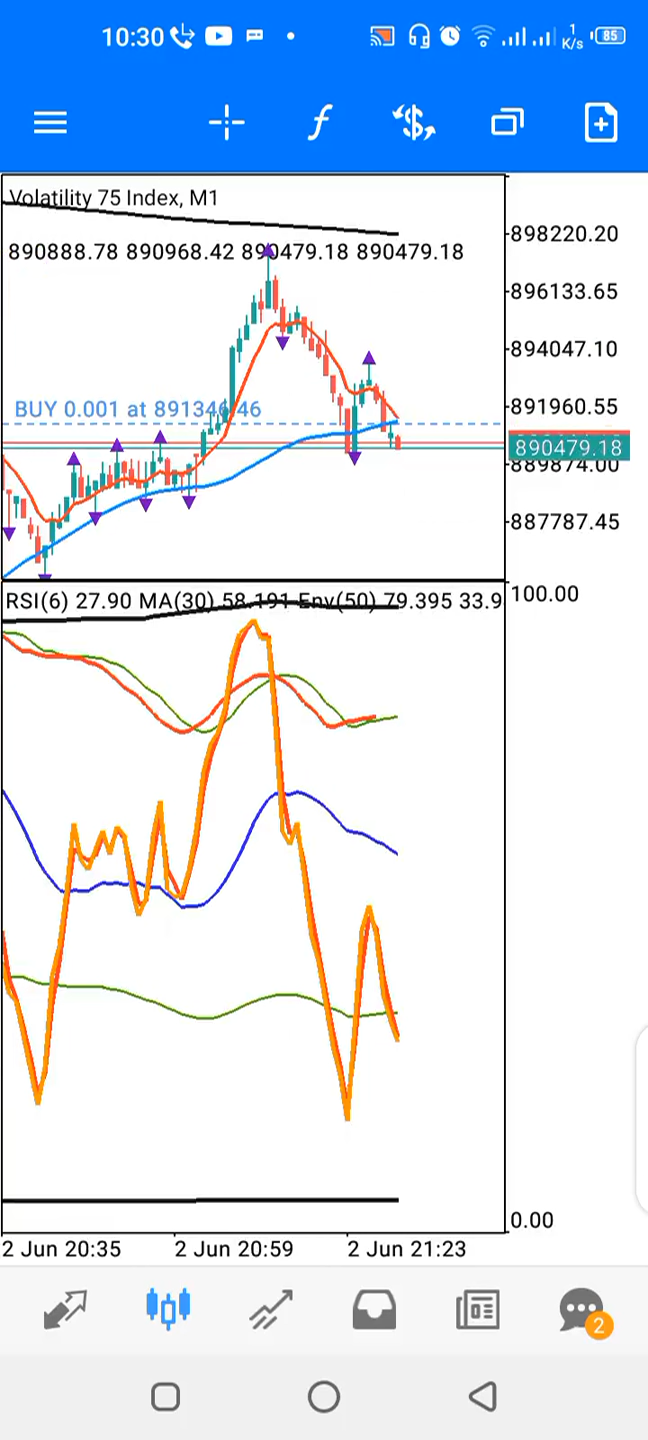 10:30
1 K/s 85
Volatility 75 Index, M1
898220.20
890888.78 890968.42 890479.18 890479.18
896133.65
894047.10
BUY 0.001 at 891346.46
891960.55
890479.18
889874.00
887787.45
RSI(6) 27.90 MA(30) 58.191 Env(50) 79.395 33.9
100.00
0.00
2 Jun 20:35 2 Jun 20:59 2 Jun 21:23
2